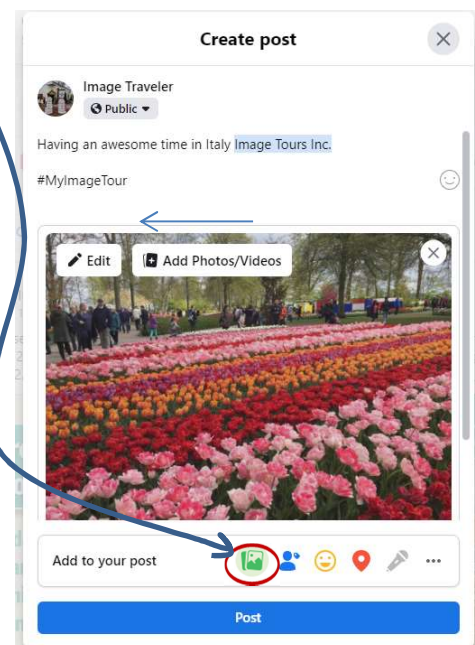 Create post
Image Traveler
Public
Having an awesome time in Italy Image Tours Inc.
#MyImageTour
Edit
Add Photos/Videos
Add to your post
Post